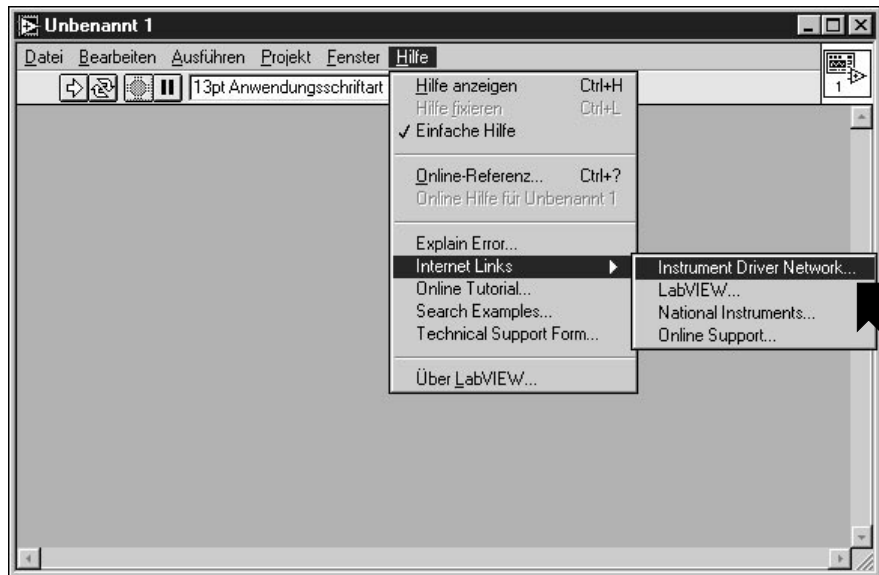 Unbenannt 1
Datei Bearbeiten Ausführen Projekt Fenster Hilfe
13pt Anwendungsschriftart
1
Hilfe anzeigen Ctrl+H
Hilfe fixieren Ctrl+L
✓ Einfache Hilfe
Online-Referenz... Ctrl+?
Online Hilfe für Unbenannt 1
Explain Error...
Internet Links
Online Tutorial...
Search Examples...
Technical Support Form...
Über LabVIEW...
Instrument Driver Network...
LabVIEW...
National Instruments...
Online Support...